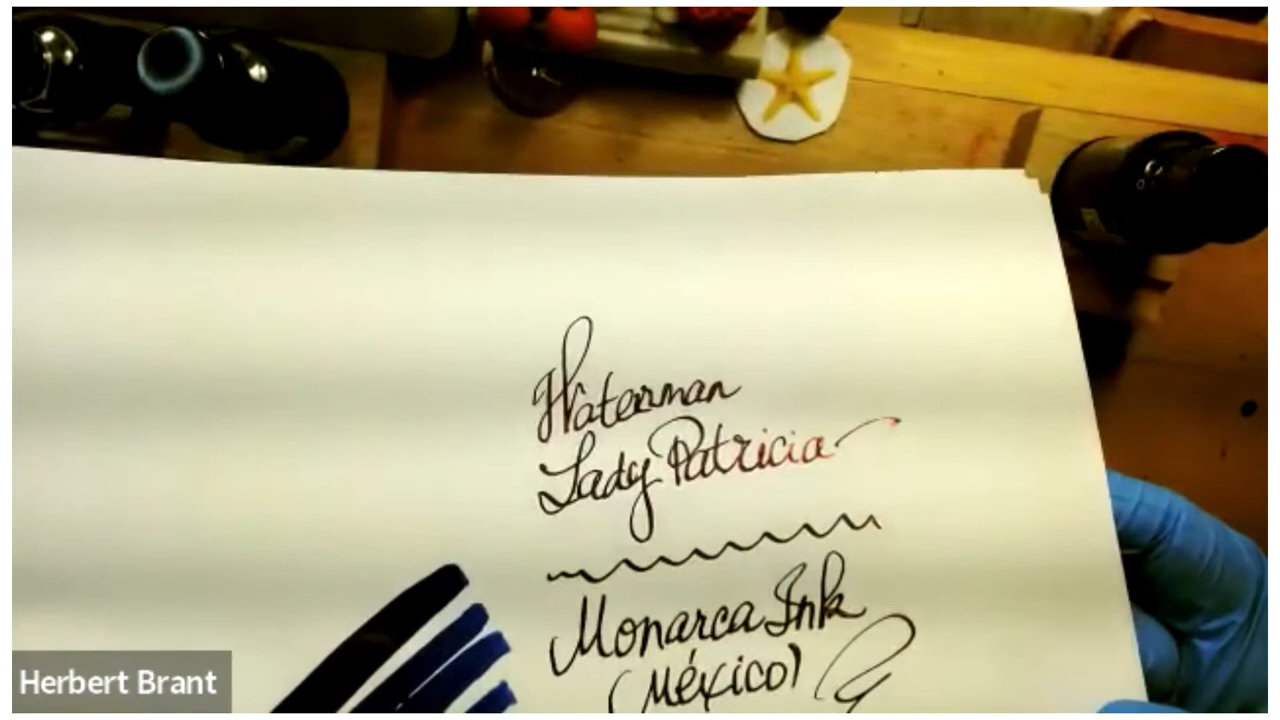 Waterman
Lady Patricia
Monarca Ink
(México)
Herbert Brant